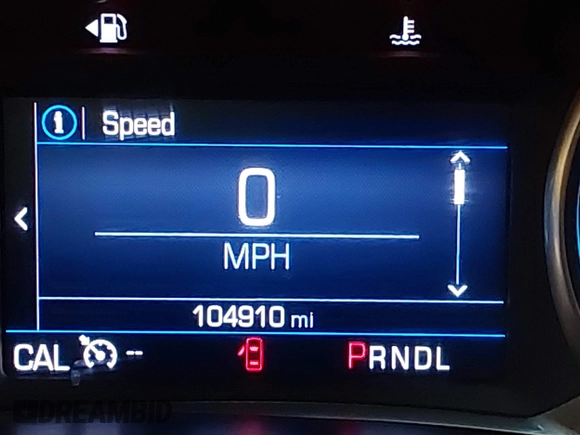 Speed
0
MPH
104910 mi
CAL -- PRNDL
DREAMBID